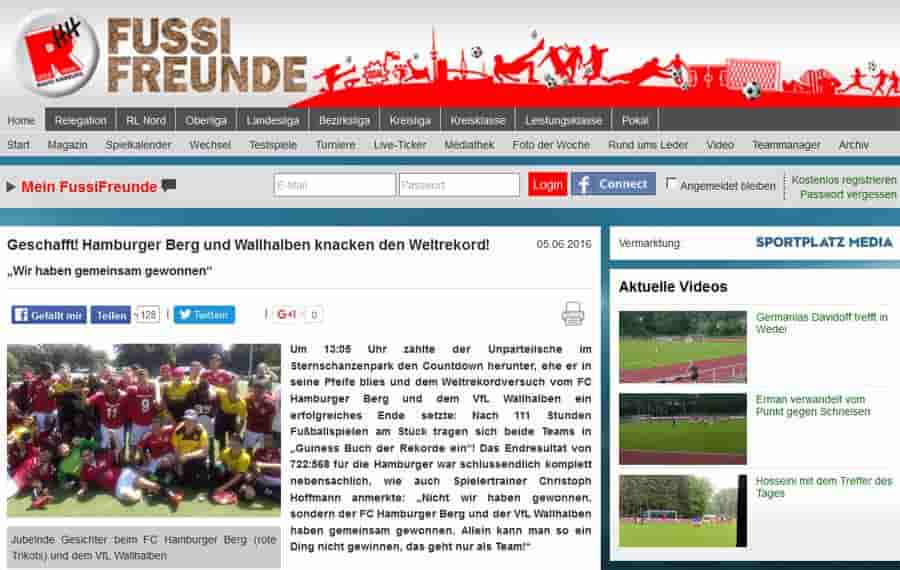 FUSSI
FREUNDE
RADIO HAMBURG
Home Relegation RL Nord Oberliga Landesliga Bezirksliga Kreisliga Kreisklasse Leistungsklasse Pokal
Start Magazin Spielkalender Wechsel Testspiele Turniere Live-Ticker Mediathek Foto der Woche Rund ums Leder Video Teammanager Archiv
Mein FussiFreunde E-Mail Passwort Login Connect Angemeldet bleiben Kostenlos registrieren
Passwort vergessen
Geschafft! Hamburger Berg und Wallhalben knacken den Weltrekord! 05.06.2016
„Wir haben gemeinsam gewonnen“
Gefällt mir Teilen 128 Twittern G+1 0
Um 13:05 Uhr zählte der Unparteiische im
Sternschanzenpark den Countdown herunter, ehe er in
seine Pfeife blies und dem Weltrekordversuch vom FC
Hamburger Berg und dem VfL Wallhalben ein
erfolgreiches Ende setzte: Nach 111 Stunden
Fußballspielen am Stück tragen sich beide Teams in
„Guiness Buch der Rekorde ein“! Das Endresultat von
722:568 für die Hamburger war schlussendlich komplett
nebensächlich, wie auch Spielertrainer Christoph
Hoffmann anmerkte: „Nicht wir haben gewonnen,
sondern der FC Hamburger Berg und der VfL Wallhalben
haben gemeinsam gewonnen. Allein kann man so ein
Ding nicht gewinnen, das geht nur als Team!“
Jubelnde Gesichter beim FC Hamburger Berg (rote
Trikots) und dem VfL Wallhalben
Vermarktung: SPORTPLATZ MEDIA
Aktuelle Videos
Germanias Davidoff trefft in
Wedel
Erman verwandelt vom
Punkt gegen Schnelsen
Hosseini mit dem Treffer des
Tages